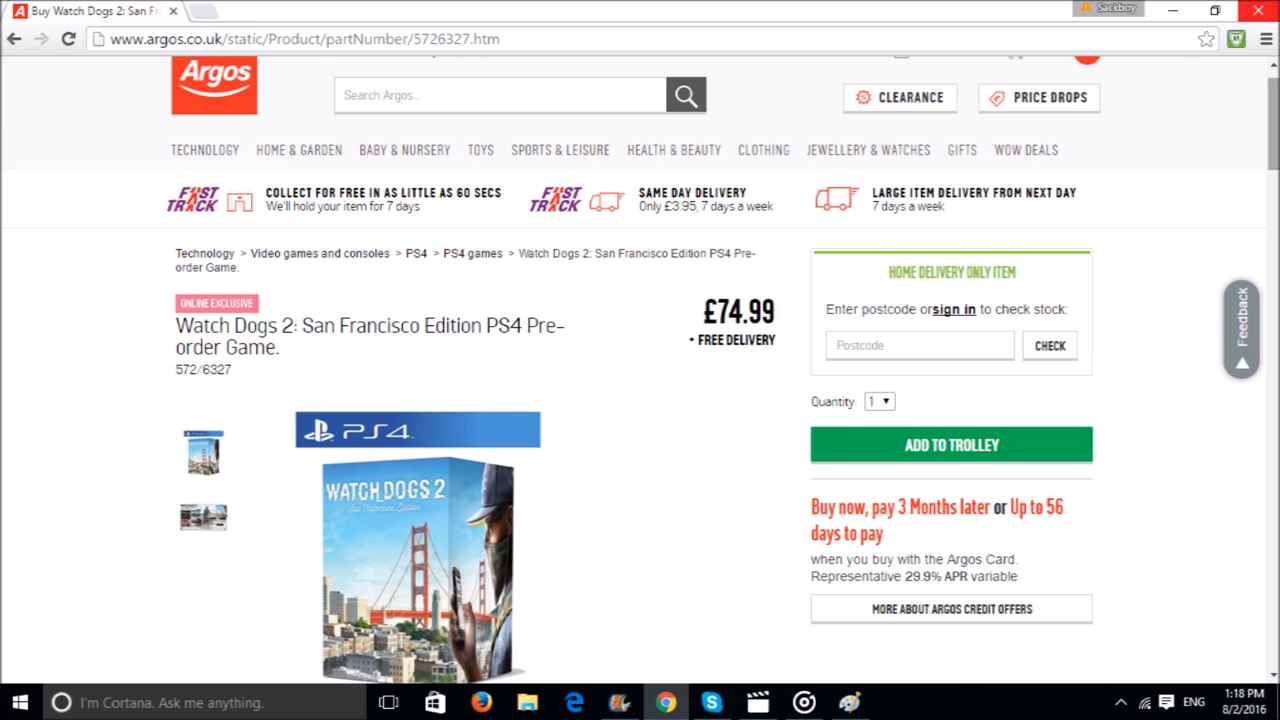 Buy Watch Dogs 2: San Fr
Sackboy
www.argos.co.uk/static/Product/partNumber/5726327.htm
Argos
Search Argos...
CLEARANCE
PRICE DROPS
TECHNOLOGY HOME & GARDEN BABY & NURSERY TOYS SPORTS & LEISURE HEALTH & BEAUTY CLOTHING JEWELLERY & WATCHES GIFTS WOW DEALS
FAST TRACK
COLLECT FOR FREE IN AS LITTLE AS 60 SECS
We'll hold your item for 7 days
FAST TRACK
SAME DAY DELIVERY
Only £3.95, 7 days a week
LARGE ITEM DELIVERY FROM NEXT DAY
7 days a week
Technology > Video games and consoles > PS4 > PS4 games > Watch Dogs 2: San Francisco Edition PS4 Pre-
order Game.
ONLINE EXCLUSIVE
Watch Dogs 2: San Francisco Edition PS4 Pre-
order Game.
572/6327
£74.99
+ FREE DELIVERY
PS4
WATCH_DOGS 2
San Francisco Edition
HOME DELIVERY ONLY ITEM
Enter postcode or sign in to check stock:
Postcode
CHECK
Quantity: 1
ADD TO TROLLEY
Buy now, pay 3 Months later or Up to 56
days to pay
when you buy with the Argos Card.
Representative 29.9% APR variable
MORE ABOUT ARGOS CREDIT OFFERS
Feedback
I'm Cortana. Ask me anything.
ENG
1:18 PM
8/2/2016